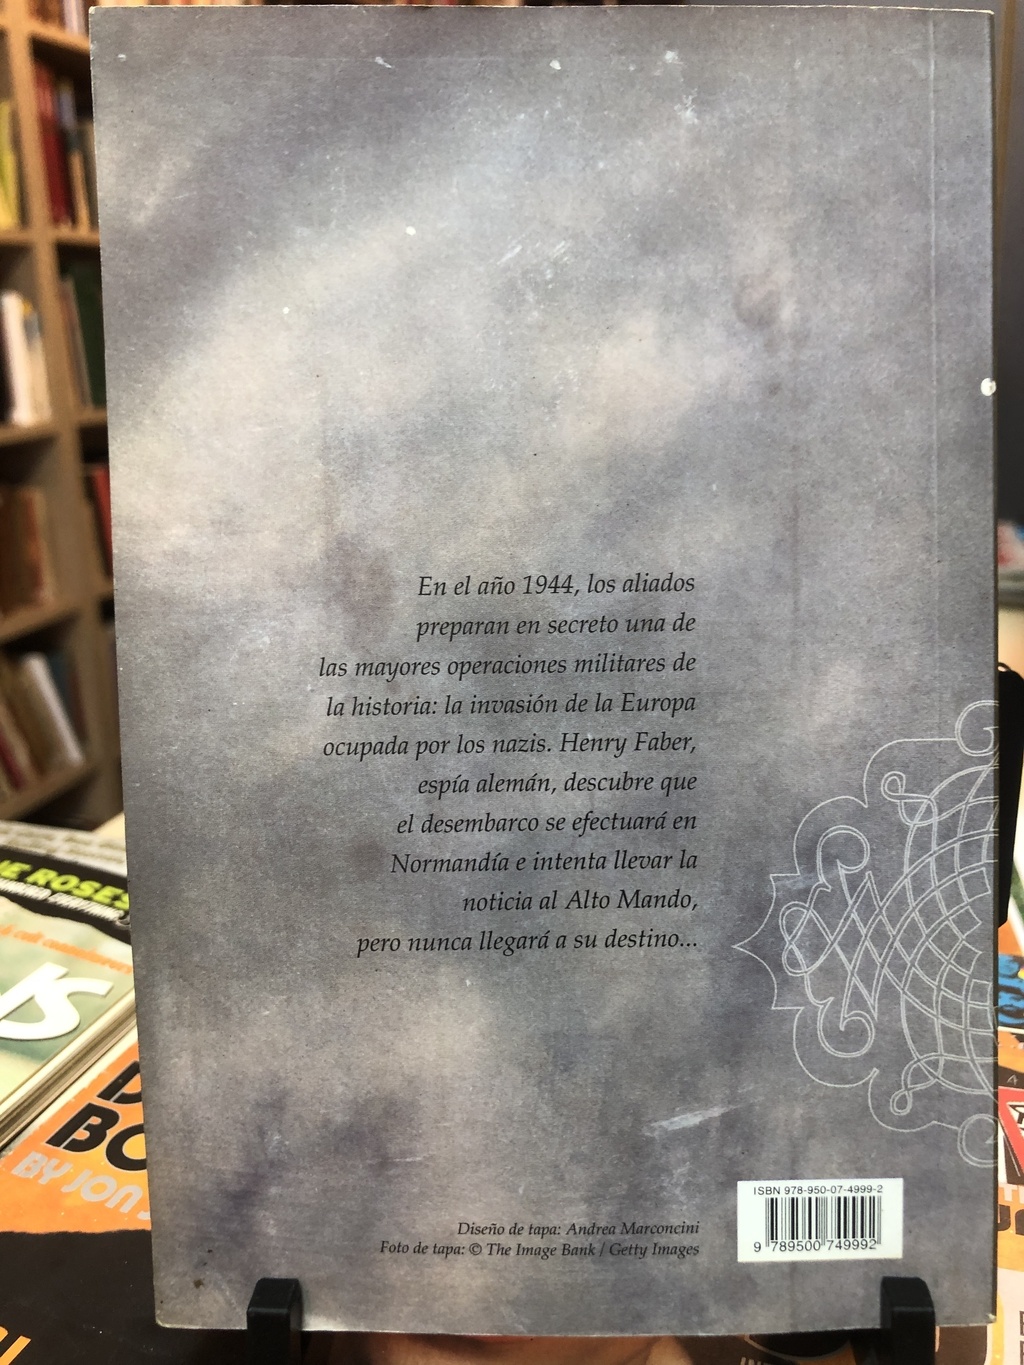 En el año 1944, los aliados
preparan en secreto una de
las mayores operaciones militares de
la historia: la invasión de la Europa
ocupada por los nazis. Henry Faber,
espía alemán, descubre que
el desembarco se efectuará en
Normandía e intenta llevar la
noticia al Alto Mando,
pero nunca llegará a su destino...
Diseño de tapa: Andrea Marconcini
Foto de tapa: © The Image Bank / Getty Images
ISBN 978-950-07-4999-2
9 789500 749992
ROSES
BY JON